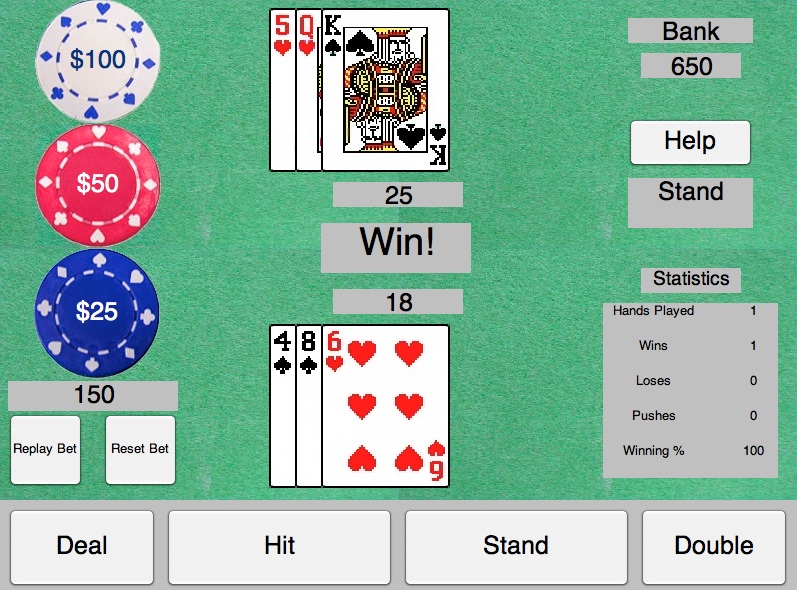 $100
$50
$25
150
Replay Bet
Reset Bet
5 Q K
K
25
Win!
18
4 8 6
6
Bank
650
Help
Stand
Statistics
Hands Played 1
Wins 1
Loses 0
Pushes 0
Winning % 100
Deal
Hit
Stand
Double